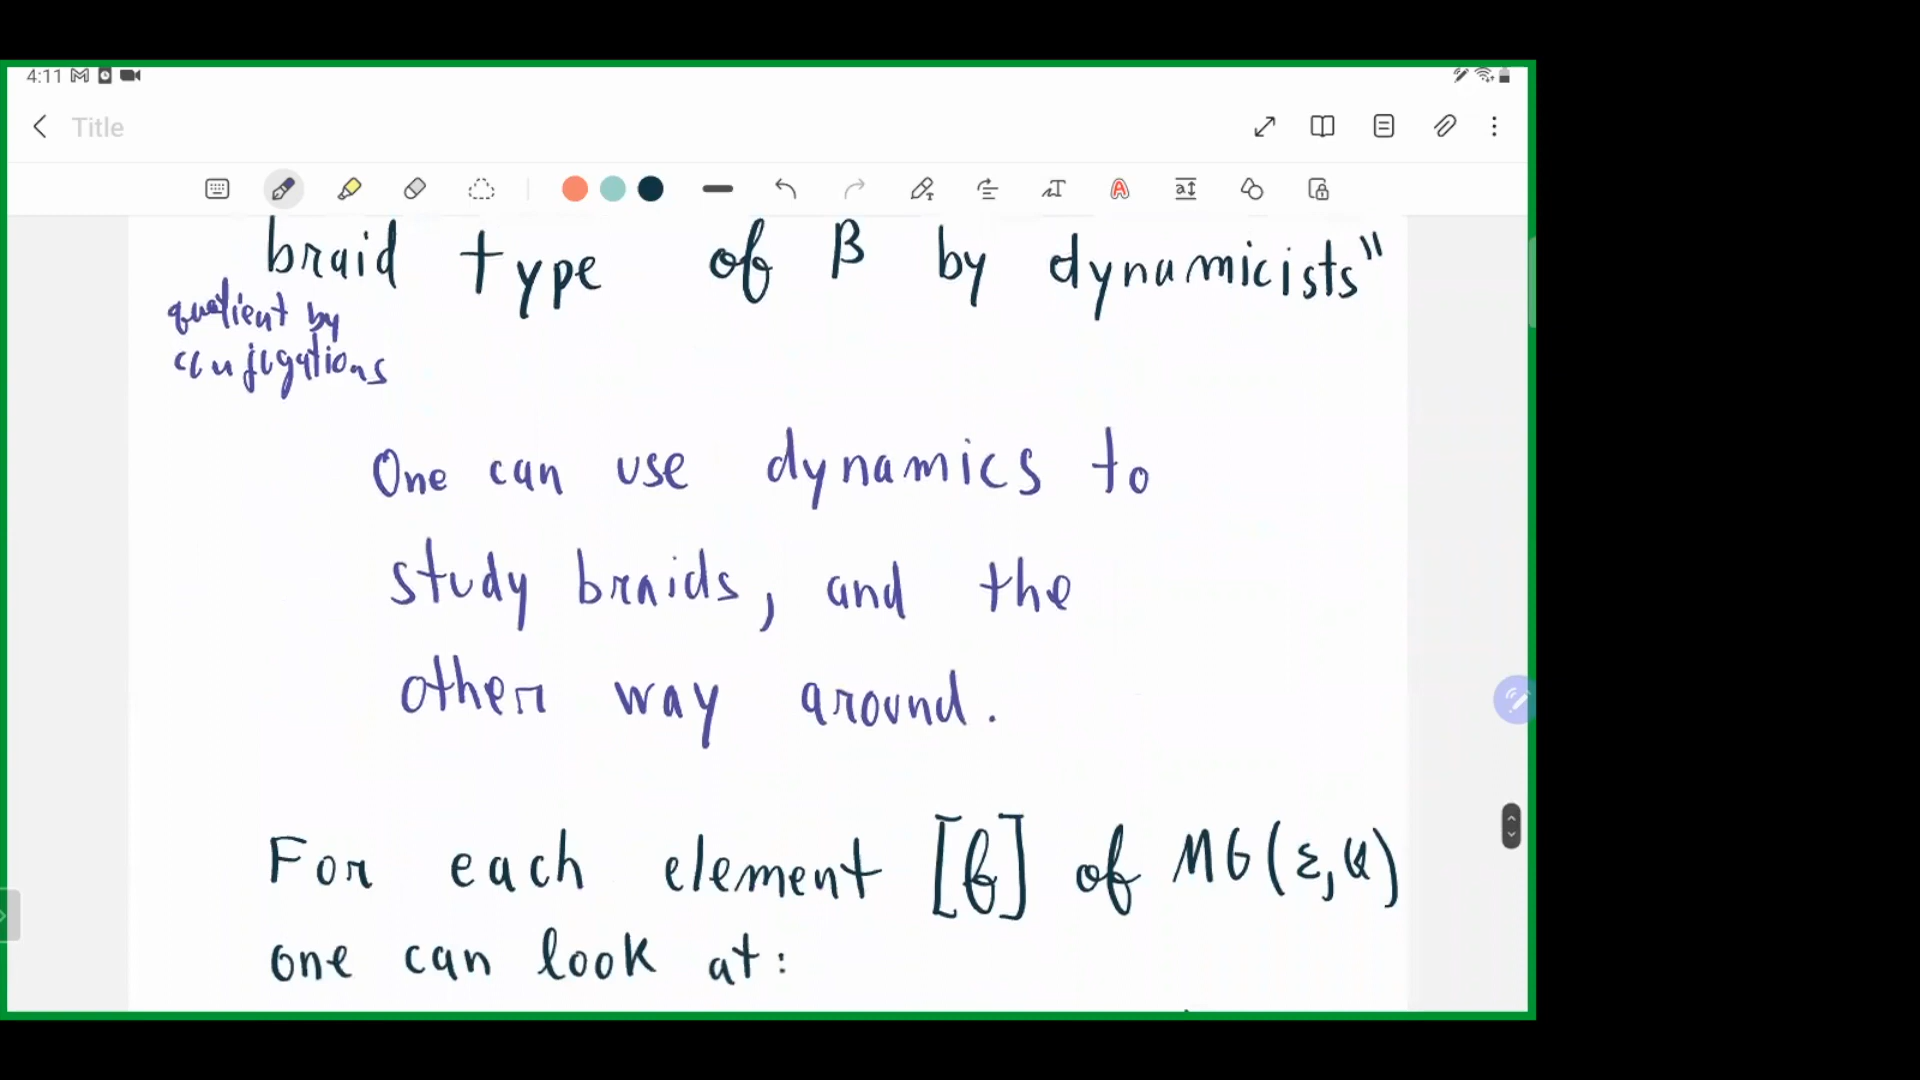 4:11
Title
braid type of β by dynamicists"
quotient by
conjugations
One can use dynamics to
study braids, and the
other way around.
For each element [f] of MG(Σ,Q)
one can look at: